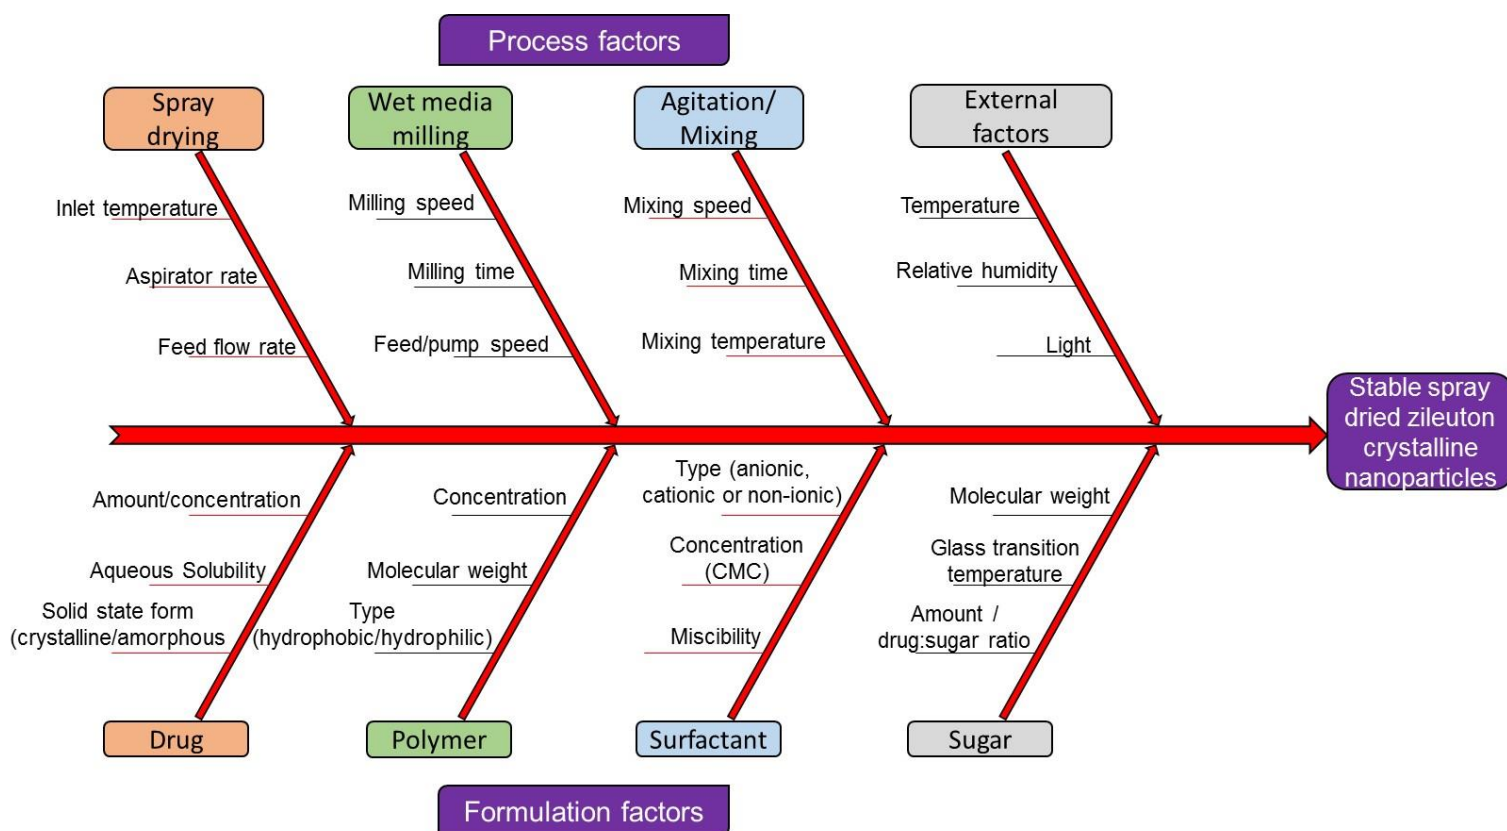 Process factors
Spray
drying
Wet media
milling
Agitation/
Mixing
External
factors
Inlet temperature
Aspirator rate
Feed flow rate
Milling speed
Milling time
Feed/pump speed
Mixing speed
Mixing time
Mixing temperature
Temperature
Relative humidity
Light
Stable spray
dried zileuton
crystalline
nanoparticles
Amount/concentration
Aqueous Solubility
Solid state form
(crystalline/amorphous
Concentration
Molecular weight
Type
(hydrophobic/hydrophilic)
Type (anionic,
cationic or non-ionic)
Concentration
(CMC)
Miscibility
Molecular weight
Glass transition
temperature
Amount /
drug:sugar ratio
Drug
Polymer
Surfactant
Sugar
Formulation factors